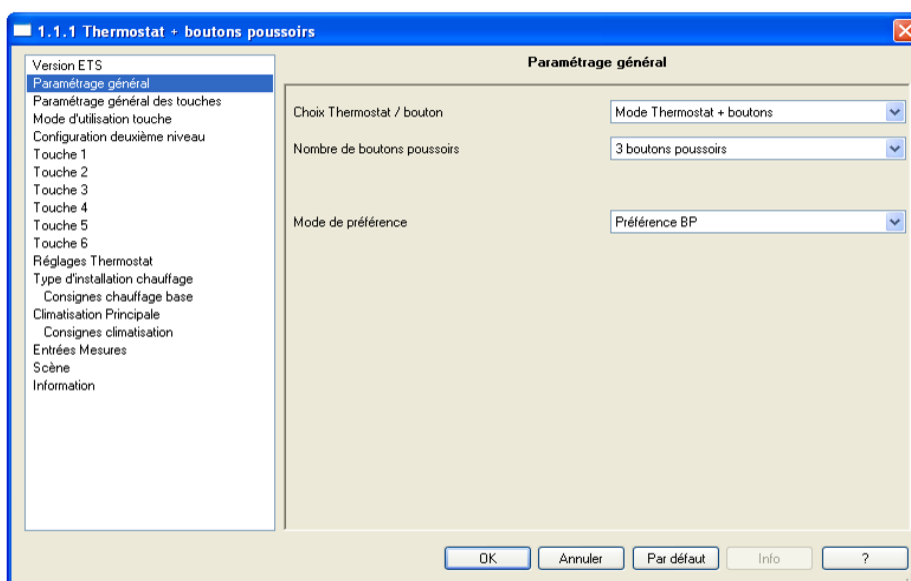 1.1.1 Thermostat + boutons poussoirs
Version ETS
Paramétrage général
Paramétrage général des touches
Mode d'utilisation touche
Configuration deuxième niveau
Touche 1
Touche 2
Touche 3
Touche 4
Touche 5
Touche 6
Réglages Thermostat
Type d'installation chauffage
Consignes chauffage base
Climatisation Principale
Consignes climatisation
Entrées Mesures
Scène
Information
Paramétrage général
Choix Thermostat / bouton Mode Thermostat + boutons
Nombre de boutons poussoirs 3 boutons poussoirs
Mode de préférence Préférence BP
OK Annuler Par défaut Info ?